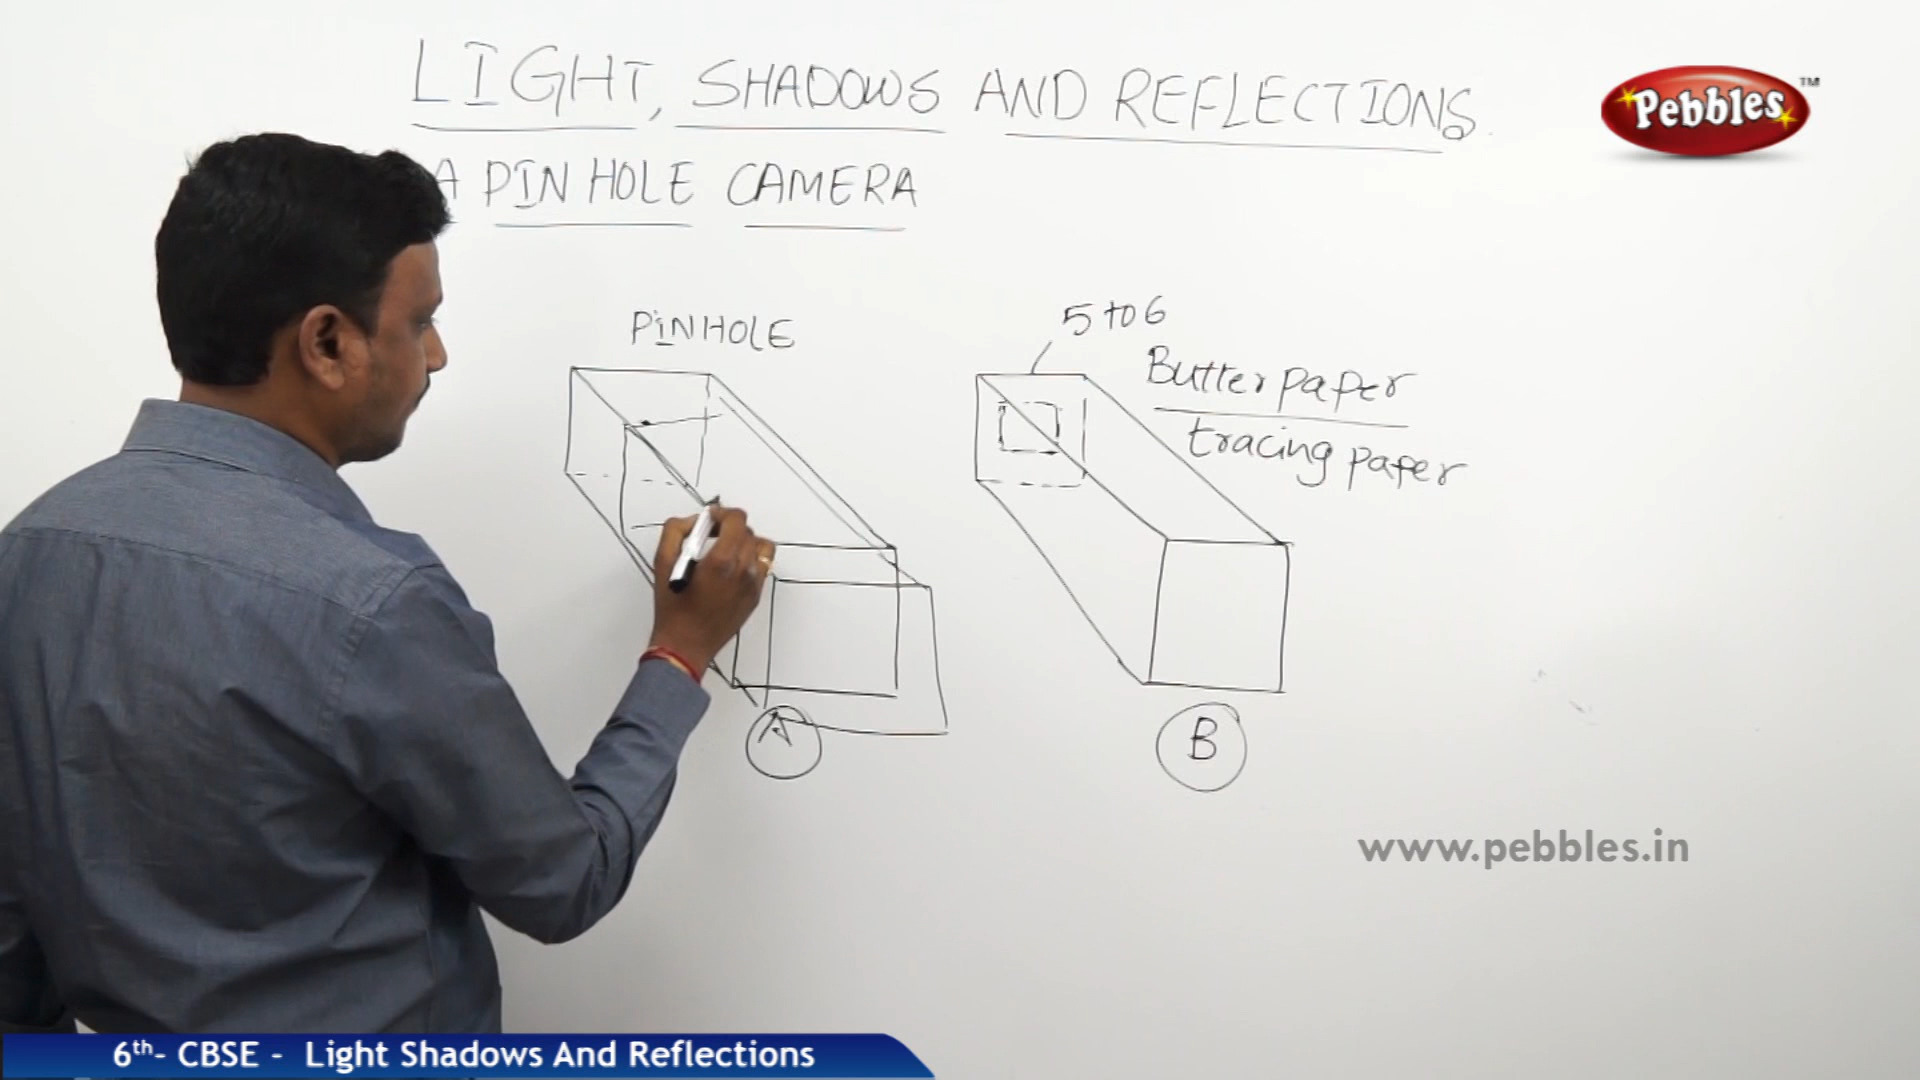 LIGHT, SHADOWS AND REFLECTIONS.
Pebbles™
A PINHOLE CAMERA
PINHOLE
5 to 6
Butter paper
tracing paper
A
B
www.pebbles.in
6th- CBSE - Light Shadows And Reflections